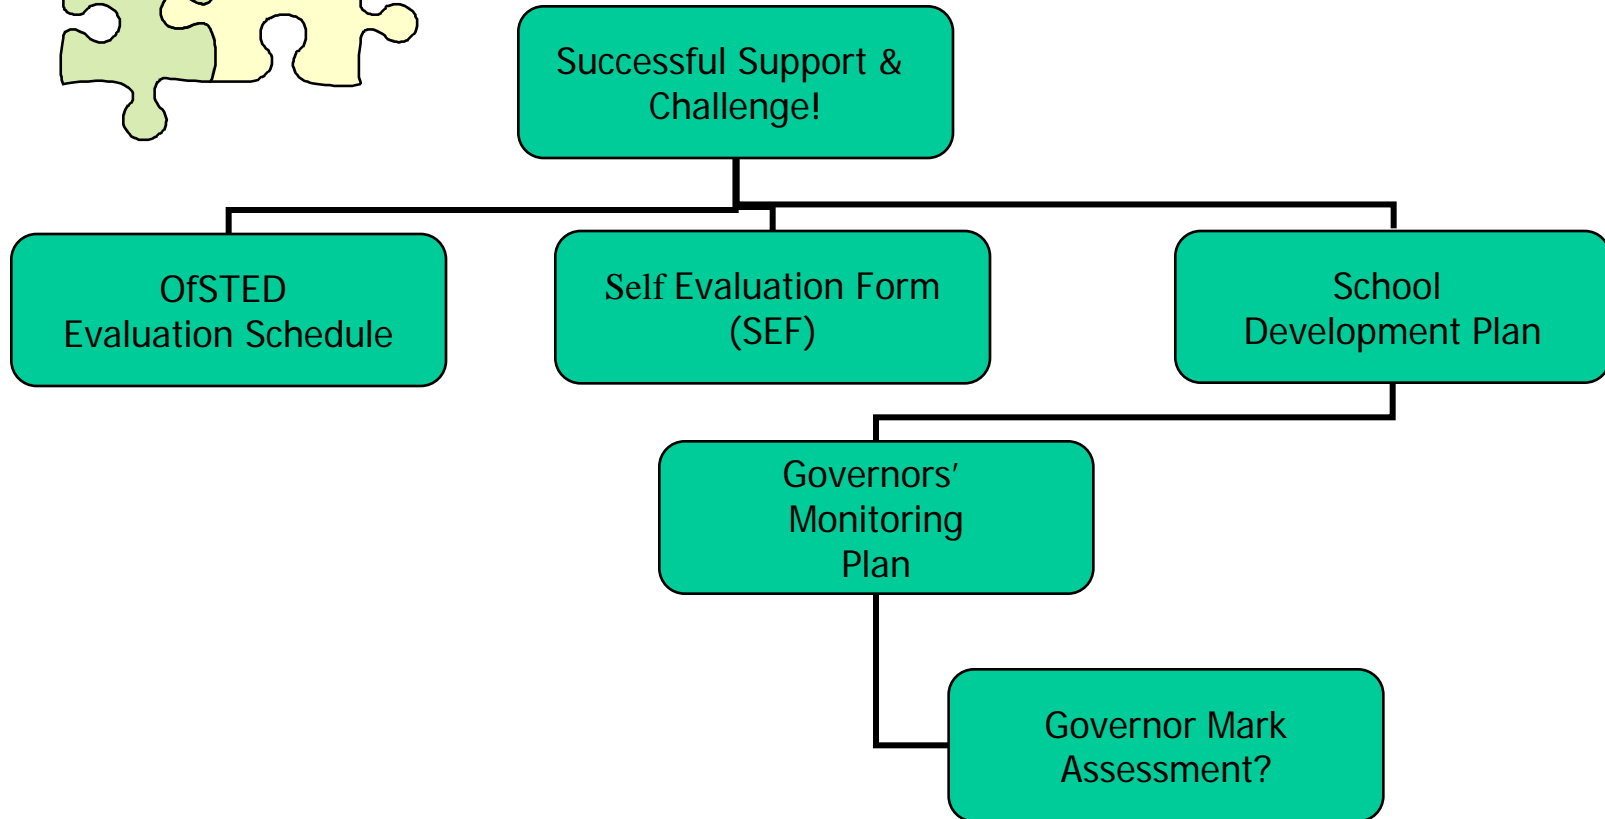 Successful Support &
Challenge!
OfSTED
Evaluation Schedule
Self Evaluation Form
(SEF)
School
Development Plan
Governors’
Monitoring
Plan
Governor Mark
Assessment?